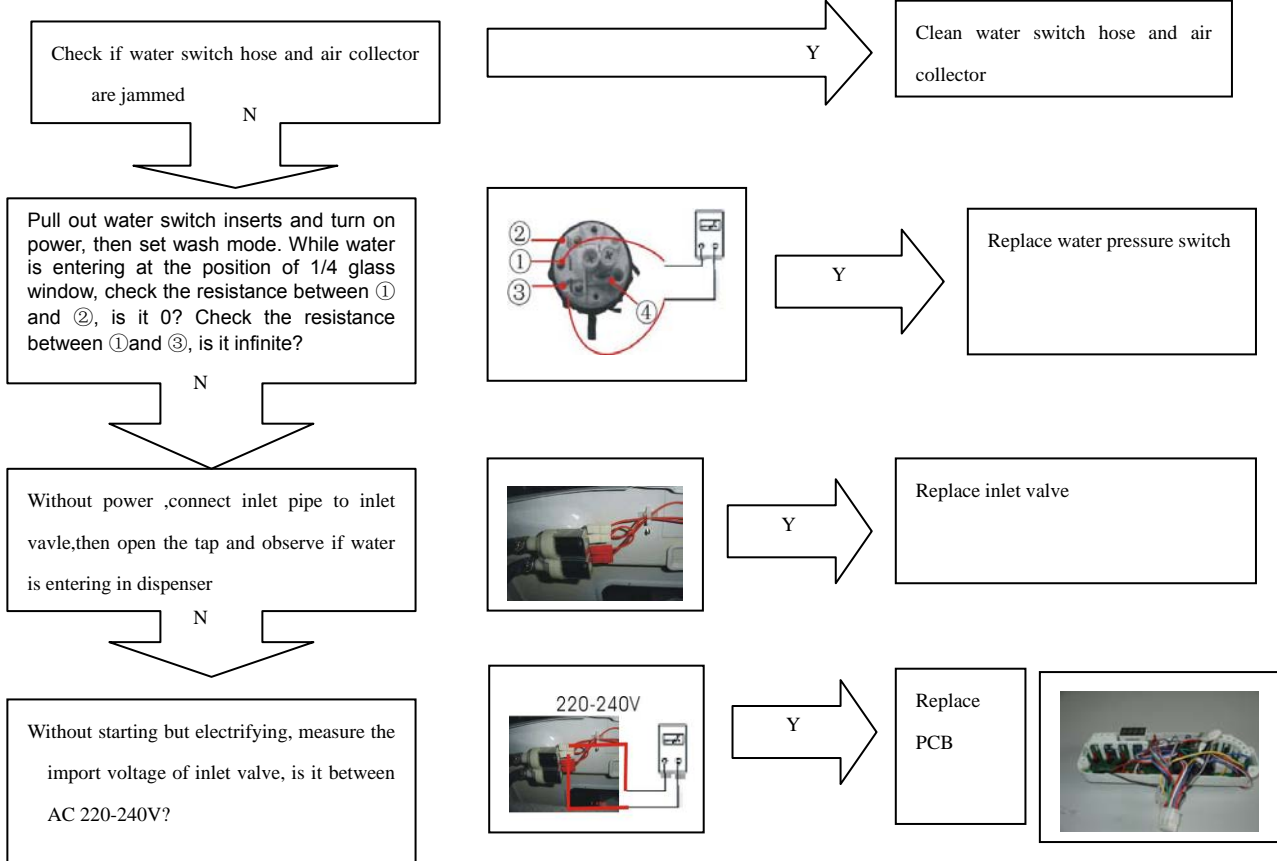 Check if water switch hose and air collector
are jammed
Y
Clean water switch hose and air
collector
N
Pull out water switch inserts and turn on
power, then set wash mode. While water
is entering at the position of 1/4 glass
window, check the resistance between ①
and ②, is it 0? Check the resistance
between ①and ③, is it infinite?
②
①
③
④
Y
Replace water pressure switch
N
Without power ,connect inlet pipe to inlet
vavle,then open the tap and observe if water
is entering in dispenser
Y
Replace inlet valve
N
Without starting but electrifying, measure the
import voltage of inlet valve, is it between
AC 220-240V?
220-240V
Y
Replace
PCB